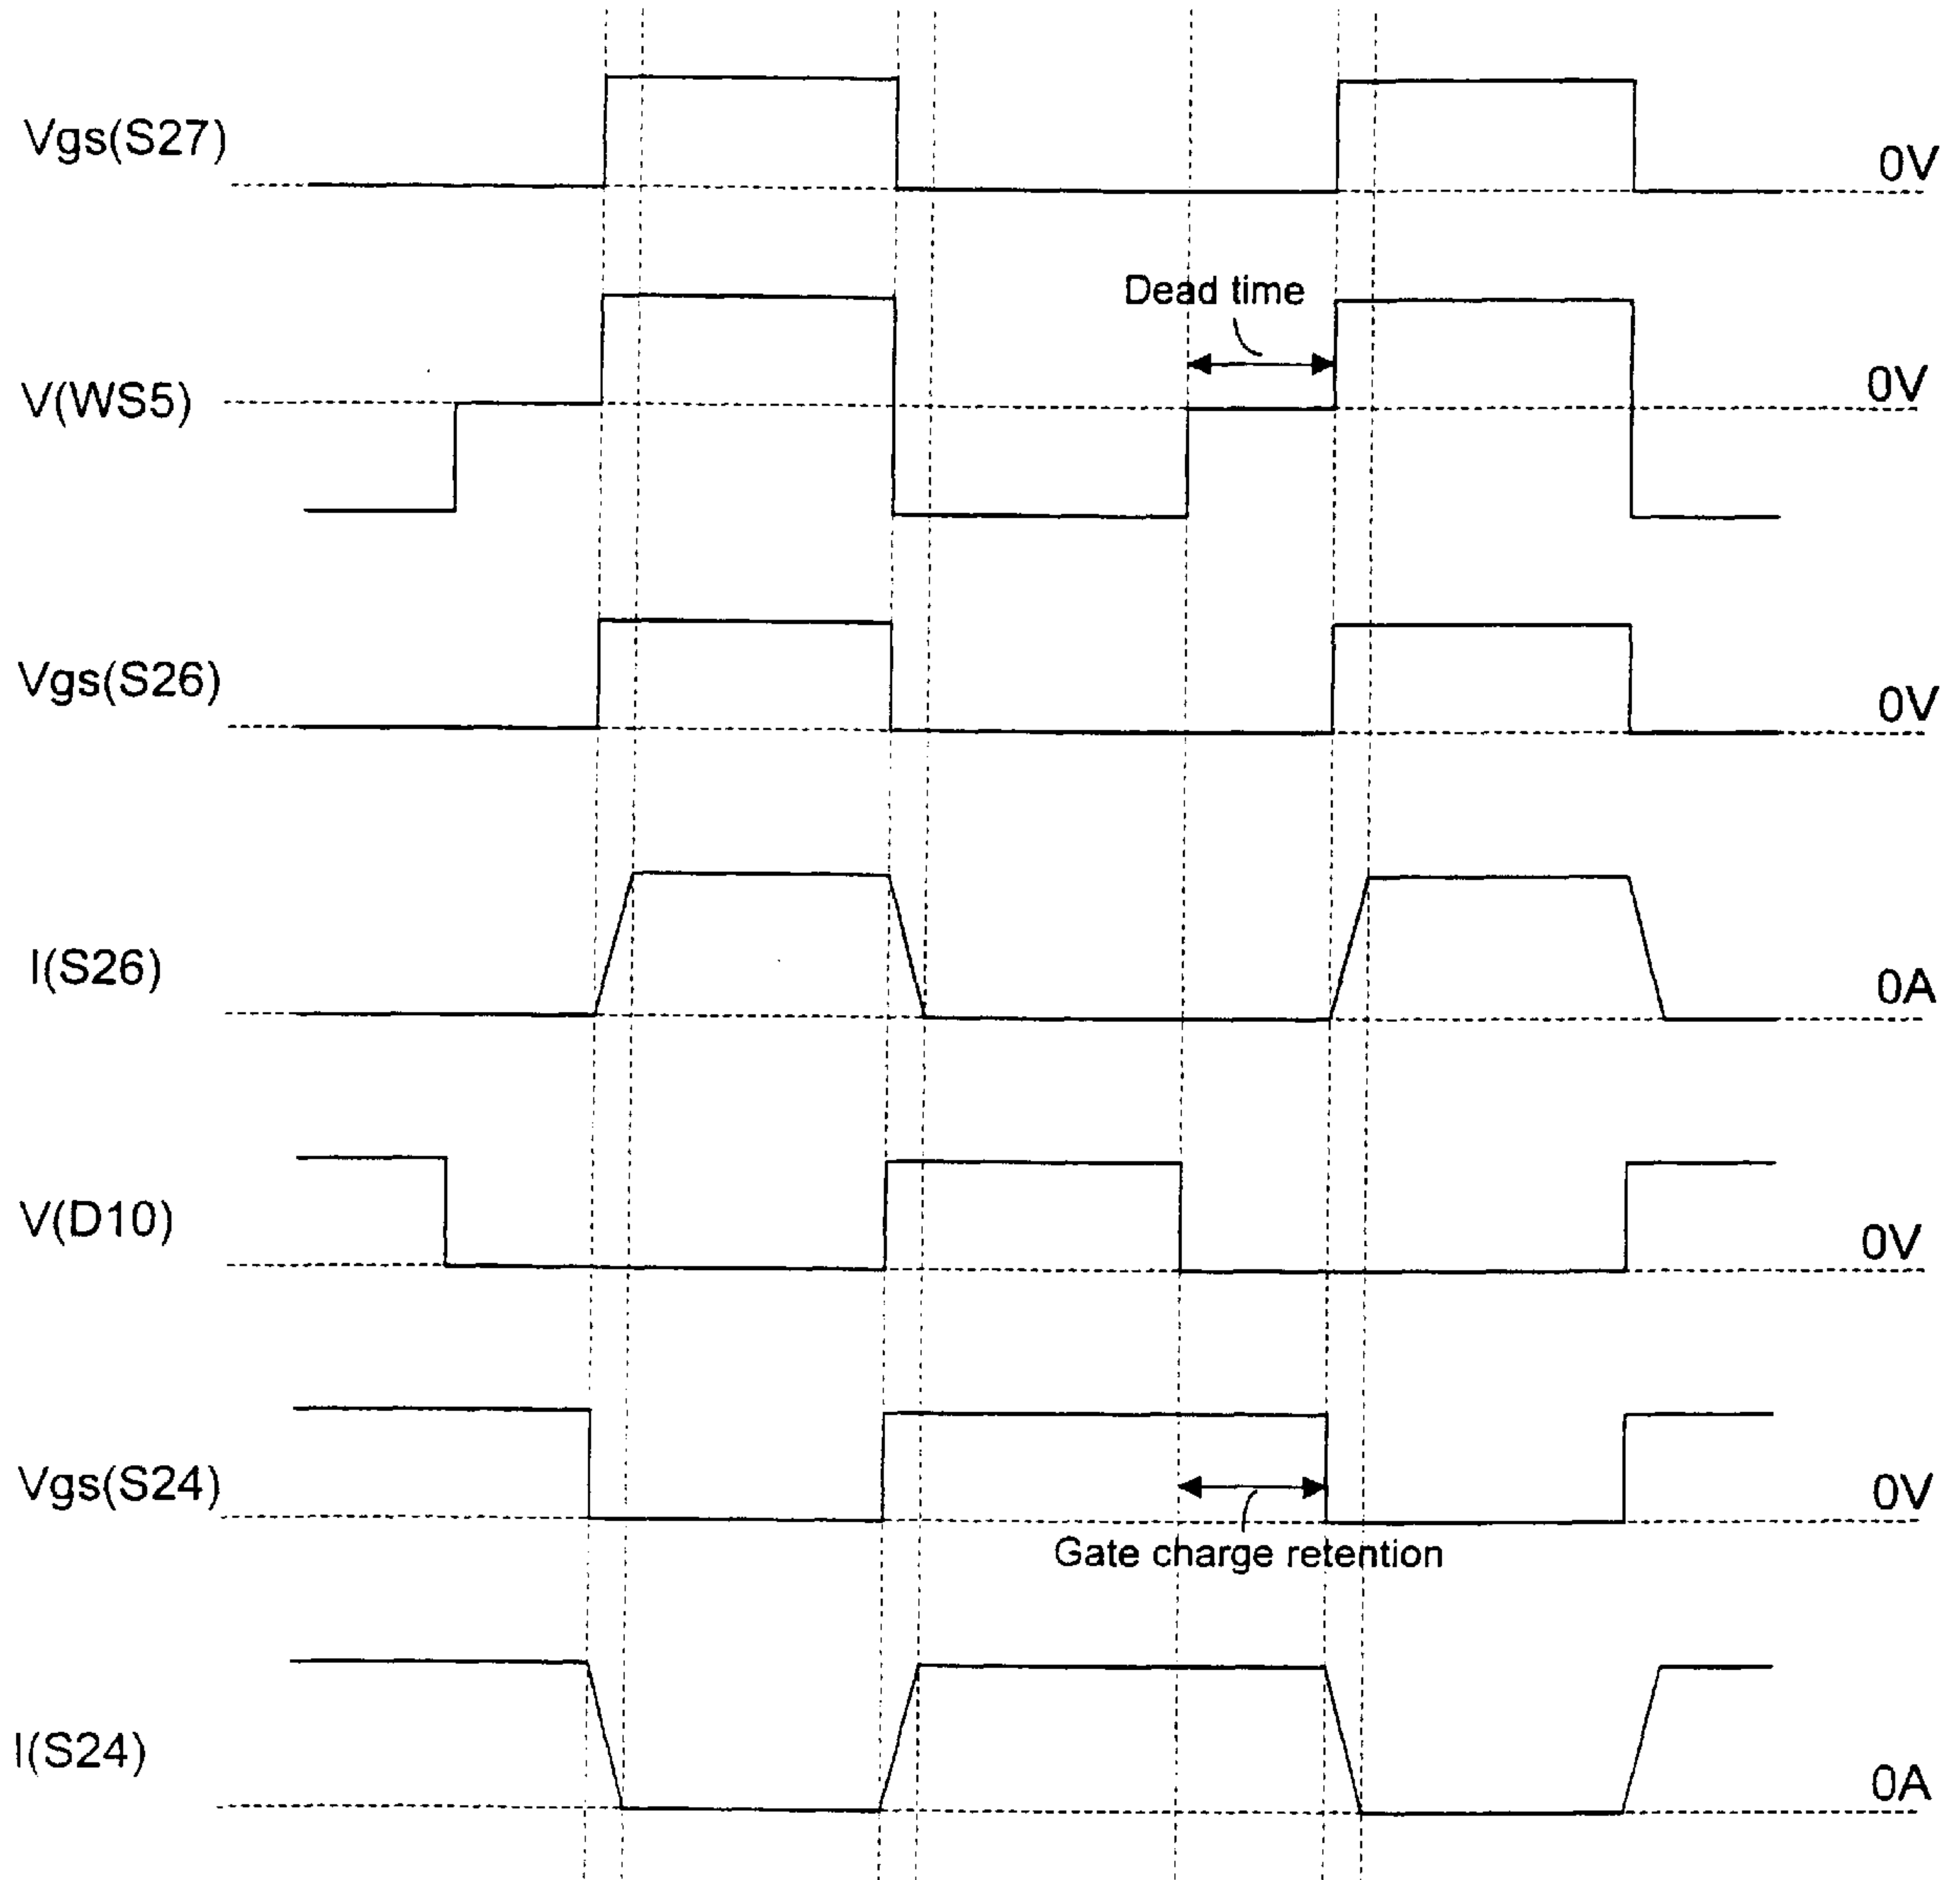 Vgs(S27)
0V
Dead time
V(WS5)
0V
Vgs(S26)
0V
I(S26)
0A
V(D10)
0V
Vgs(S24)
0V
Gate charge retention
I(S24)
0A